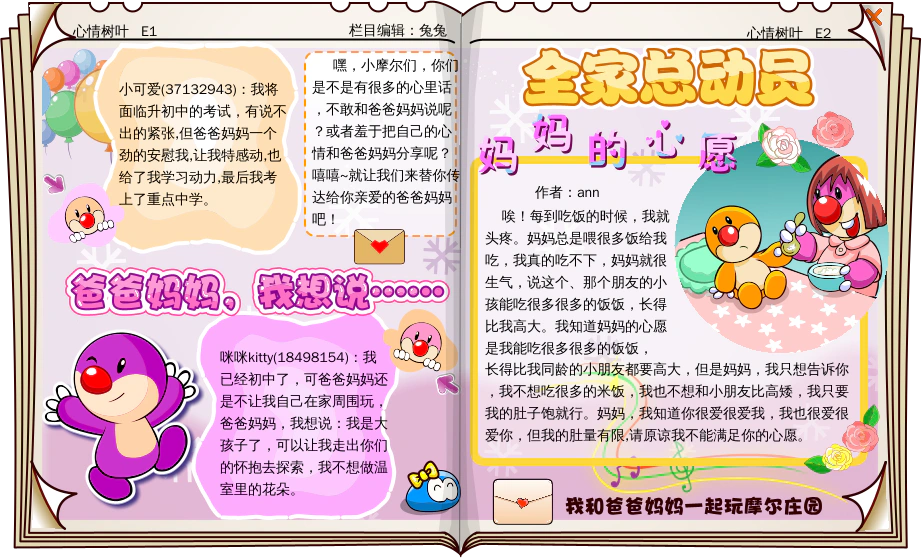 心情树叶 E1
栏目编辑：兔兔
小可爱(37132943)：我将
面临升初中的考试，有说不
出的紧张,但爸爸妈妈一个
劲的安慰我,让我特感动,也
给了我学习动力,最后我考
上了重点中学。
嘿，小摩尔们，你们
是不是有很多的心里话
，不敢和爸爸妈妈说呢
？或者羞于把自己的心
情和爸爸妈妈分享呢？
嘻嘻~就让我们来替你传
达给你亲爱的爸爸妈妈
吧！
爸爸妈妈，我想说······
咪咪kitty(18498154)：我
已经初中了，可爸爸妈妈还
是不让我自己在家周围玩，
爸爸妈妈，我想说：我是大
孩子了，可以让我走出你们
的怀抱去探索，我不想做温
室里的花朵。
心情树叶 E2
全家总动员
妈妈的心愿
作者：ann
唉！每到吃饭的时候，我就
头疼。妈妈总是喂很多饭给我
吃，我真的吃不下，妈妈就很
生气，说这个、那个朋友的小
孩能吃很多很多的饭饭，长得
比我高大。我知道妈妈的心愿
是我能吃很多很多的饭饭，
长得比我同龄的小朋友都要高大，但是妈妈，我只想告诉你
，我不想吃很多的米饭，我也不想和小朋友比高矮，我只要
我的肚子饱就行。妈妈，我知道你很爱很爱我，我也很爱很
爱你，但我的肚量有限,请原谅我不能满足你的心愿。
我和爸爸妈妈一起玩摩尔庄园